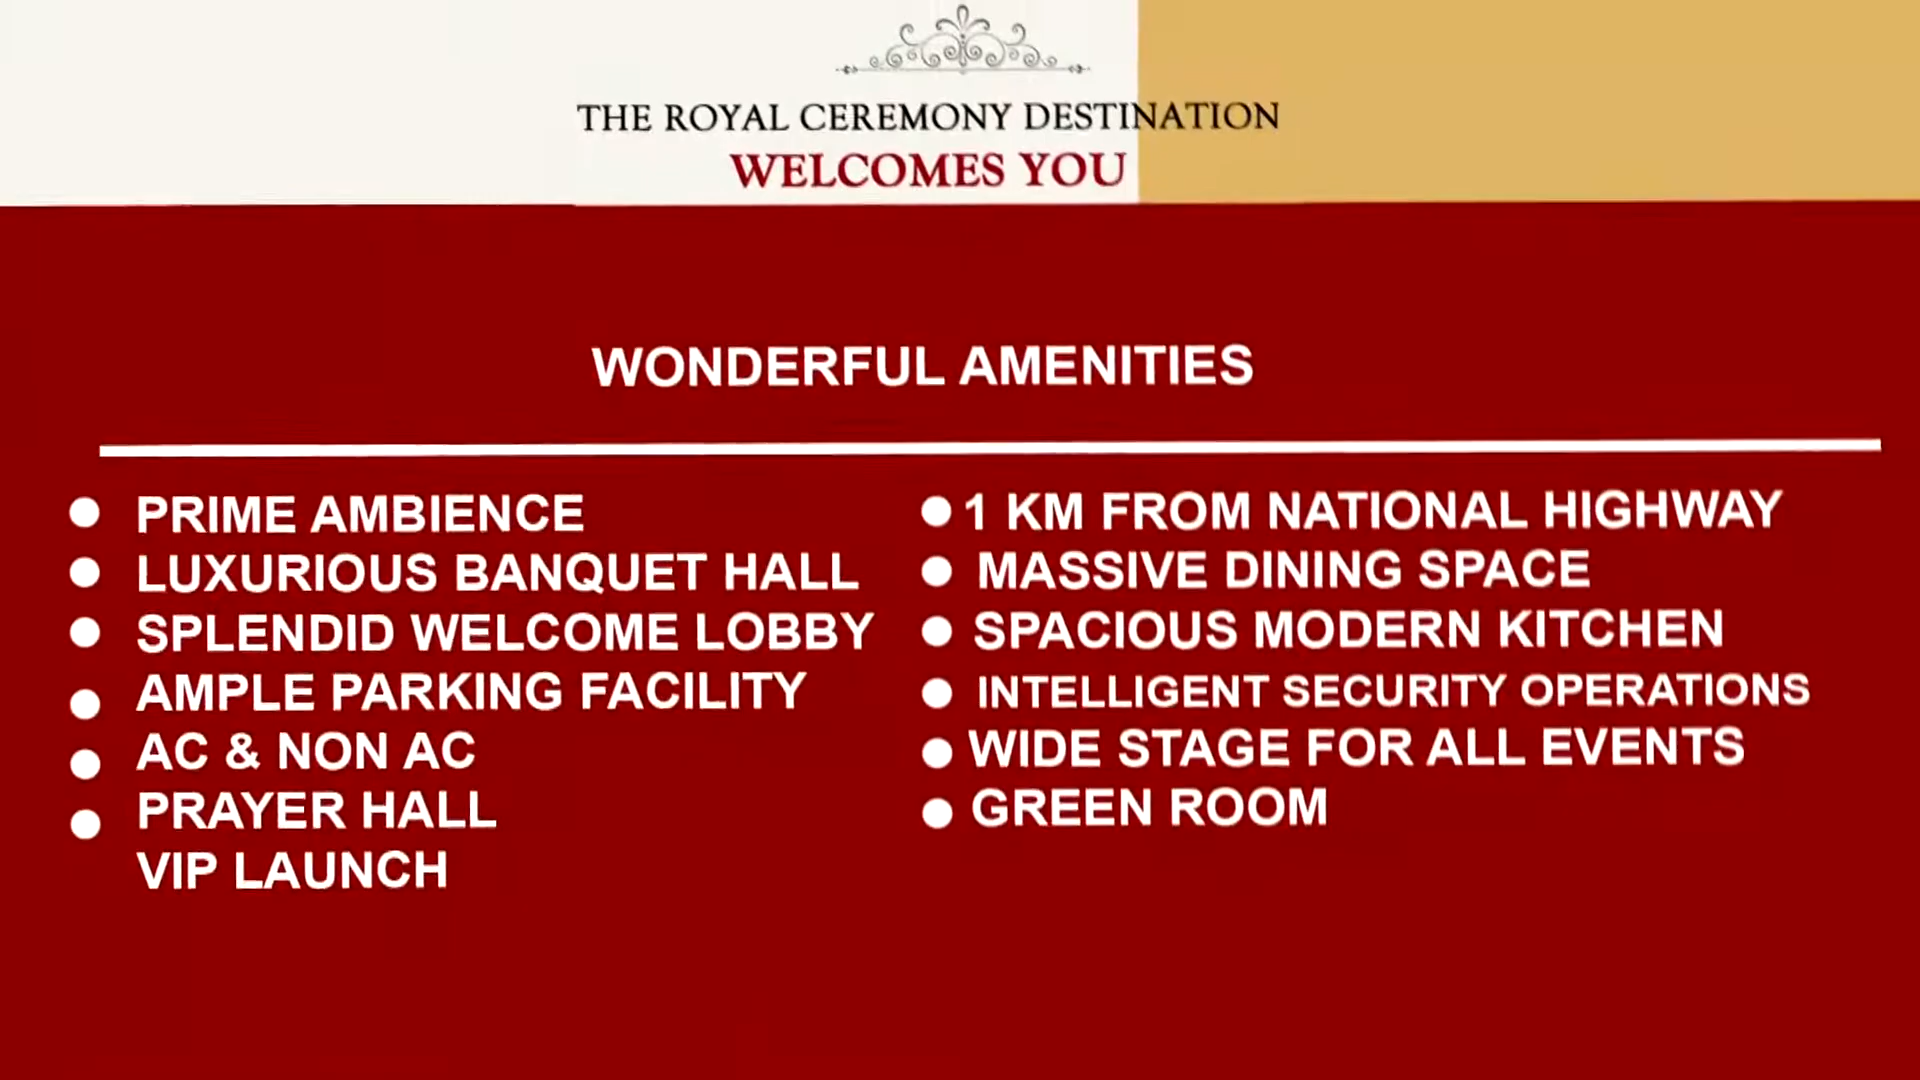 THE ROYAL CEREMONY DESTINATION
WELCOMES YOU
WONDERFUL AMENITIES
● PRIME AMBIENCE
● LUXURIOUS BANQUET HALL
● SPLENDID WELCOME LOBBY
● AMPLE PARKING FACILITY
● AC & NON AC
● PRAYER HALL
VIP LAUNCH
● 1 KM FROM NATIONAL HIGHWAY
● MASSIVE DINING SPACE
● SPACIOUS MODERN KITCHEN
● INTELLIGENT SECURITY OPERATIONS
● WIDE STAGE FOR ALL EVENTS
● GREEN ROOM